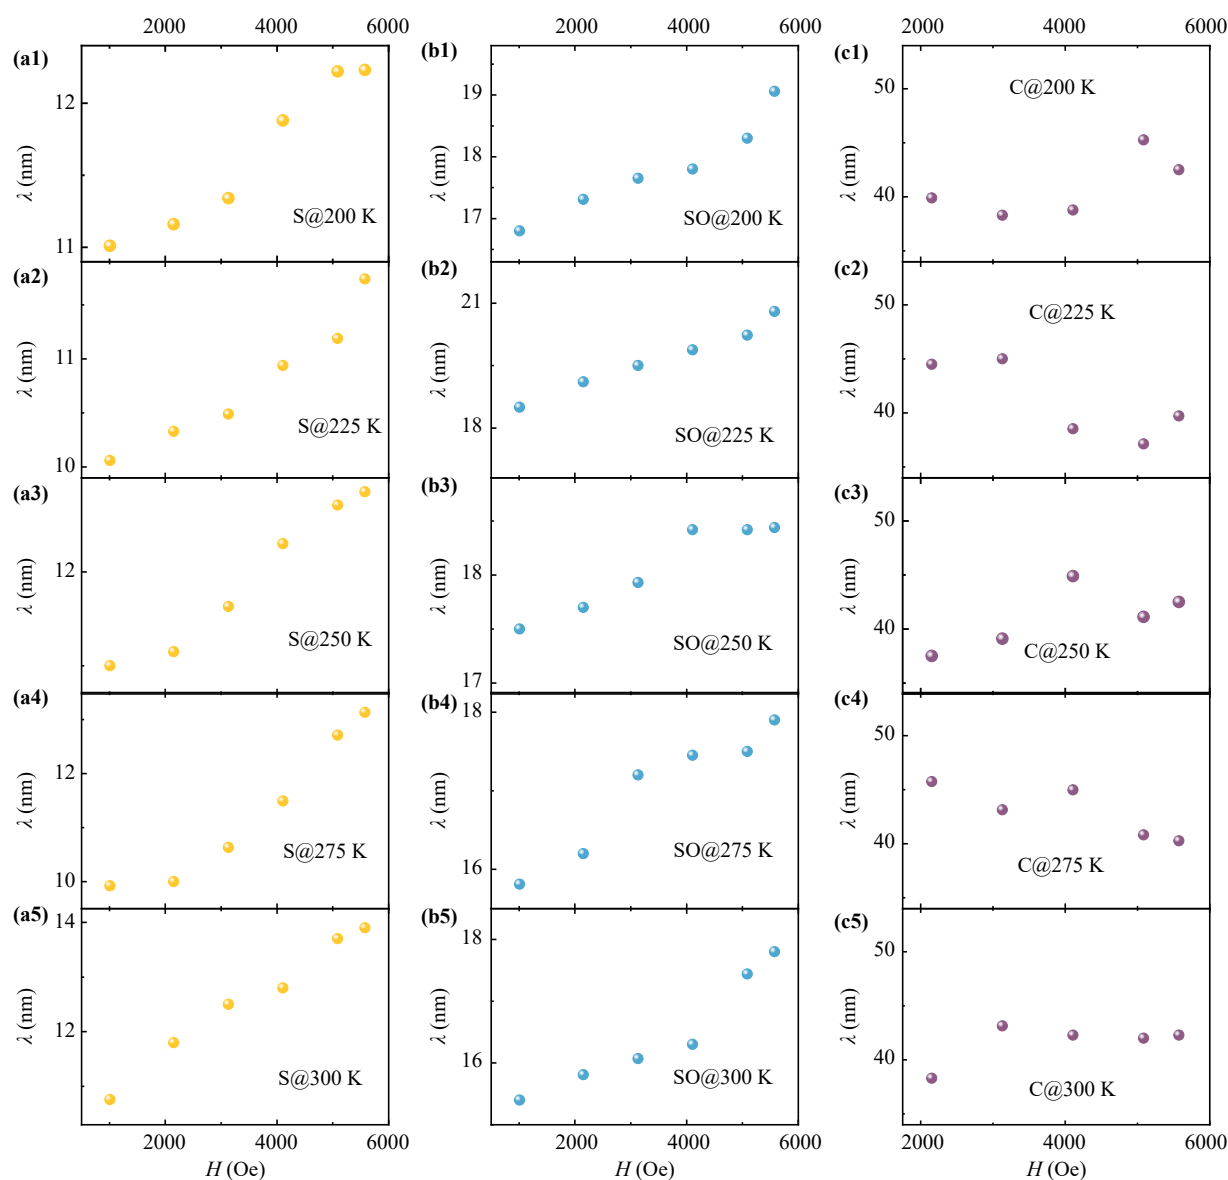 2000 4000 6000 2000 4000 6000 2000 4000 6000
(a1) (b1) (c1)
12
11
λ (nm)
S@200 K
19
18
17
λ (nm)
SO@200 K
50
40
λ (nm)
C@200 K
(a2) (b2) (c2)
11
10
λ (nm)
S@225 K
21
18
λ (nm)
SO@225 K
50
40
λ (nm)
C@225 K
(a3) (b3) (c3)
12
λ (nm)
S@250 K
18
17
λ (nm)
SO@250 K
50
40
λ (nm)
C@250 K
(a4) (b4) (c4)
12
10
λ (nm)
S@275 K
18
16
λ (nm)
SO@275 K
50
40
λ (nm)
C@275 K
(a5) (b5) (c5)
14
12
λ (nm)
S@300 K
18
16
λ (nm)
SO@300 K
50
40
λ (nm)
C@300 K
2000 4000 6000 2000 4000 6000 2000 4000 6000
H (Oe) H (Oe) H (Oe)